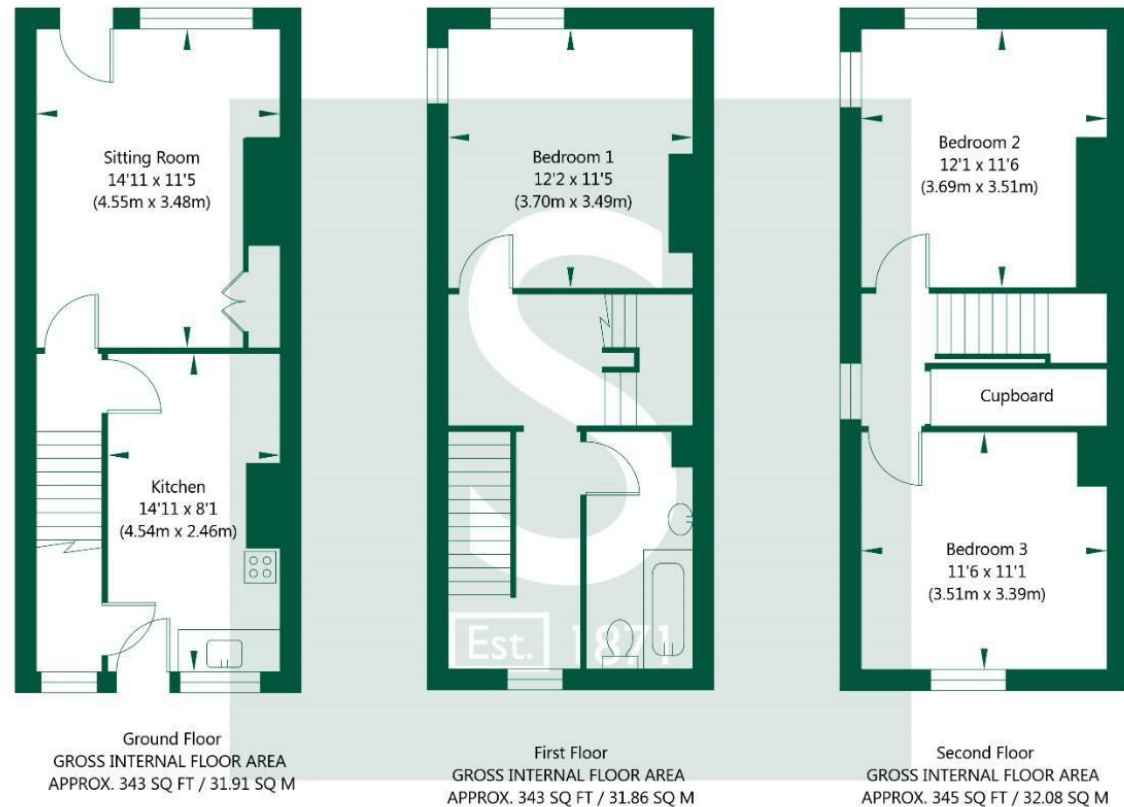 Sitting Room
14'11 x 11'5
(4.55m x 3.48m)
Kitchen
14'11 x 8'1
(4.54m x 2.46m)
Ground Floor
GROSS INTERNAL FLOOR AREA
APPROX. 343 SQ FT / 31.91 SQ M
Bedroom 1
12'2 x 11'5
(3.70m x 3.49m)
S
Est. 1871
First Floor
GROSS INTERNAL FLOOR AREA
APPROX. 343 SQ FT / 31.86 SQ M
Bedroom 2
12'1 x 11'6
(3.69m x 3.51m)
Cupboard
Bedroom 3
11'6 x 11'1
(3.51m x 3.39m)
Second Floor
GROSS INTERNAL FLOOR AREA
APPROX. 345 SQ FT / 32.08 SQ M